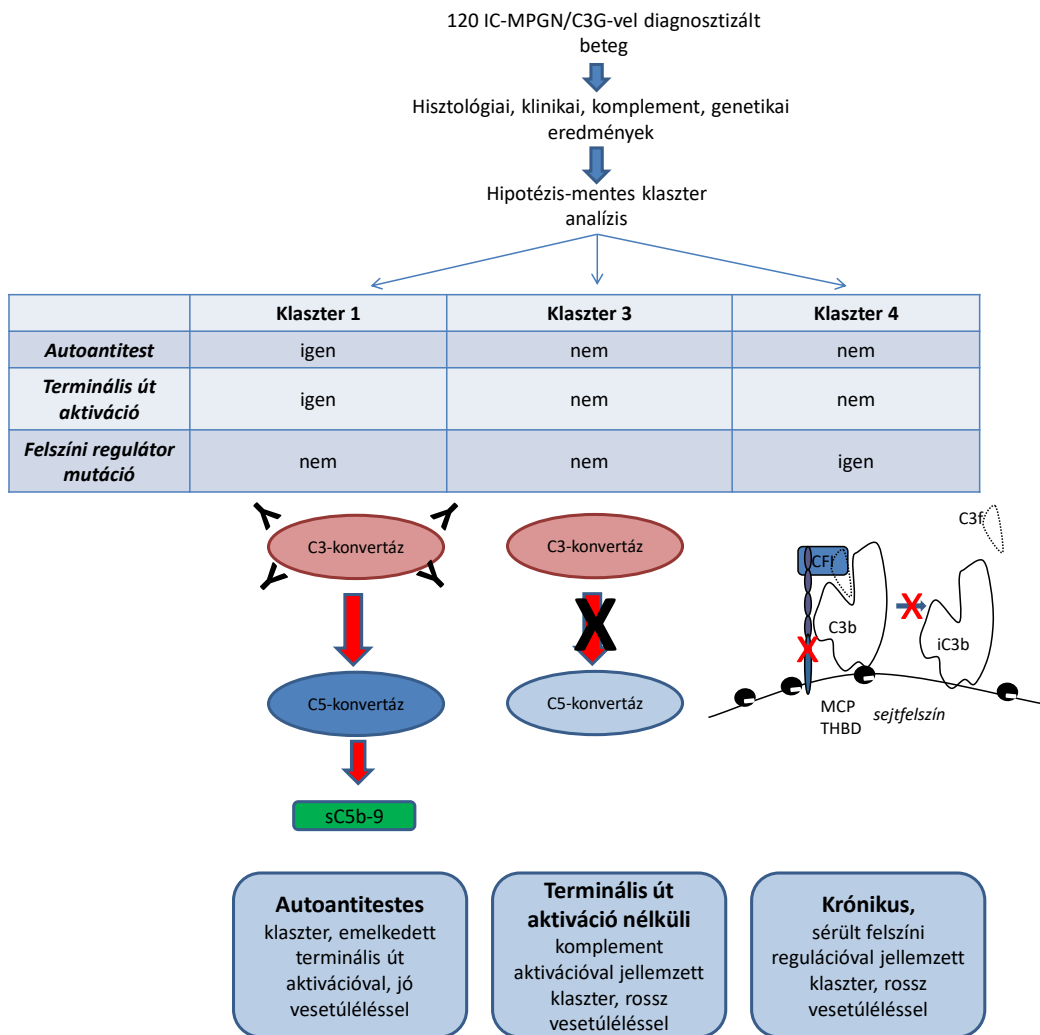 120 IC-MPGN/C3G-vel diagnosztizált
beteg
Hisztológiai, klinikai, komplement, genetikai
eredmények
Hipotézis-mentes klaszter
analízis
Klaszter 1 Klaszter 3 Klaszter 4
Autoantitest igen nem nem
Terminális út
aktiváció igen nem nem
Felszíni regulátor
mutáció nem nem igen
C3-konvertáz
C5-konvertáz
sC5b-9
C3-konvertáz
X
C5-konvertáz
C3f
CFI
C3b
X
iC3b
X
MCP
THBD
sejtfelszín
Autoantitestes
klaszter, emelkedett
terminális út
aktivációval, jó
vesetúléléssel
Terminális út
aktiváció nélküli
komplement
aktivációval jellemzett
klaszter, rossz
vesetúléléssel
Krónikus,
sérült felszíni
regulációval jellemzett
klaszter, rossz
vesetúléléssel